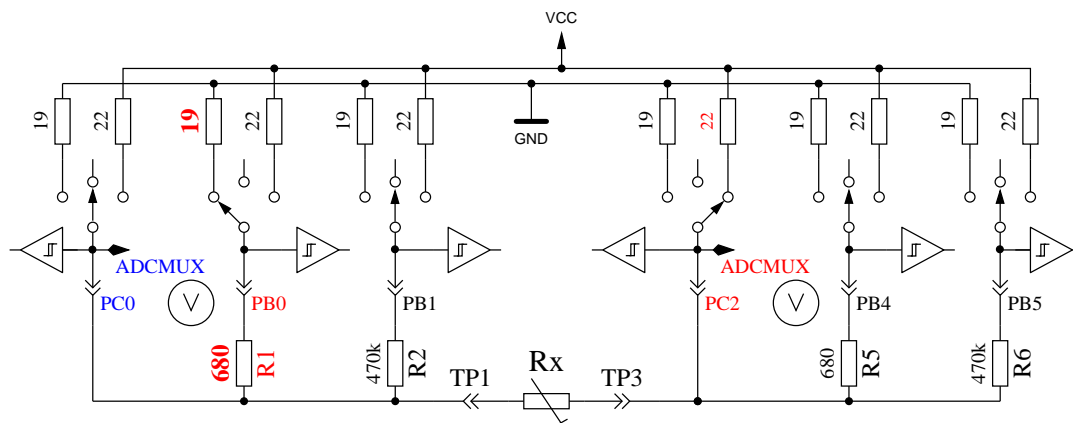 VCC
19
22
19
22
19
22
GND
19
22
19
22
19
22
ADCMUX
ADCMUX
PC0
PB0
PB1
PC2
PB4
PB5
V
V
680
R1
470k
R2
TP1
Rx
TP3
680
R5
470k
R6